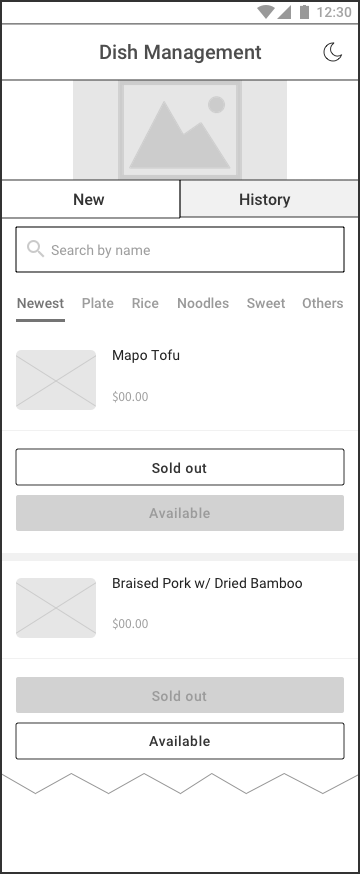 12:30
Dish Management
New History
Search by name
Newest Plate Rice Noodles Sweet Others
Mapo Tofu
$00.00
Sold out
Available
Braised Pork w/ Dried Bamboo
$00.00
Sold out
Available